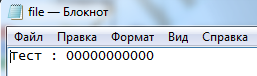 file — Блокнот
Файл Правка Формат Вид Справка
Тест : 00000000000